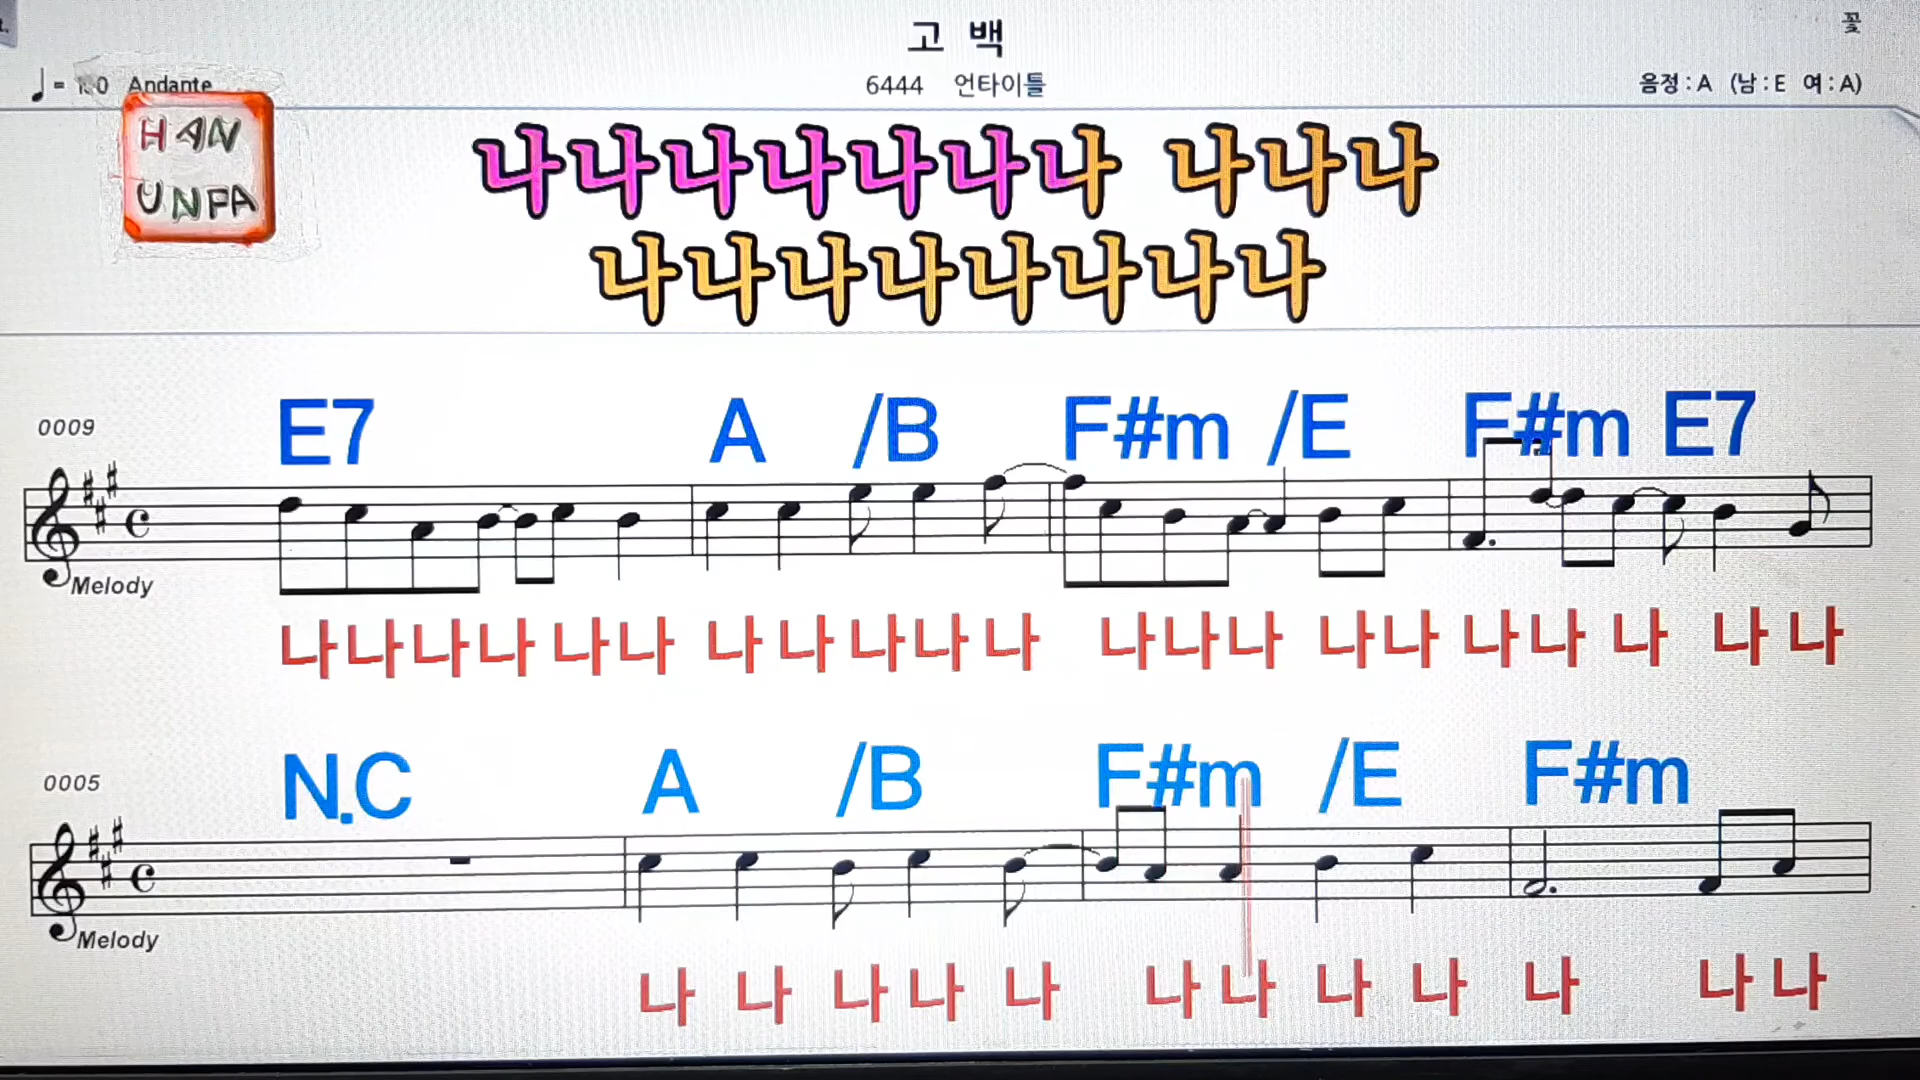 고 백
꽃
Andante
6444 언타이틀
음정 : A (남 : E 여 : A)
HAN
UNPA
나나나나나나나 나나나
나나나나나나나나
E7 A /B F#m /E F#m E7
0009
Melody
나나나나 나나 나 나 나나 나 나나나 나나 나나 나 나 나
N.C A /B F#m /E F#m
0005
Melody
나 나 나 나 나 나 나 나 나 나 나 나